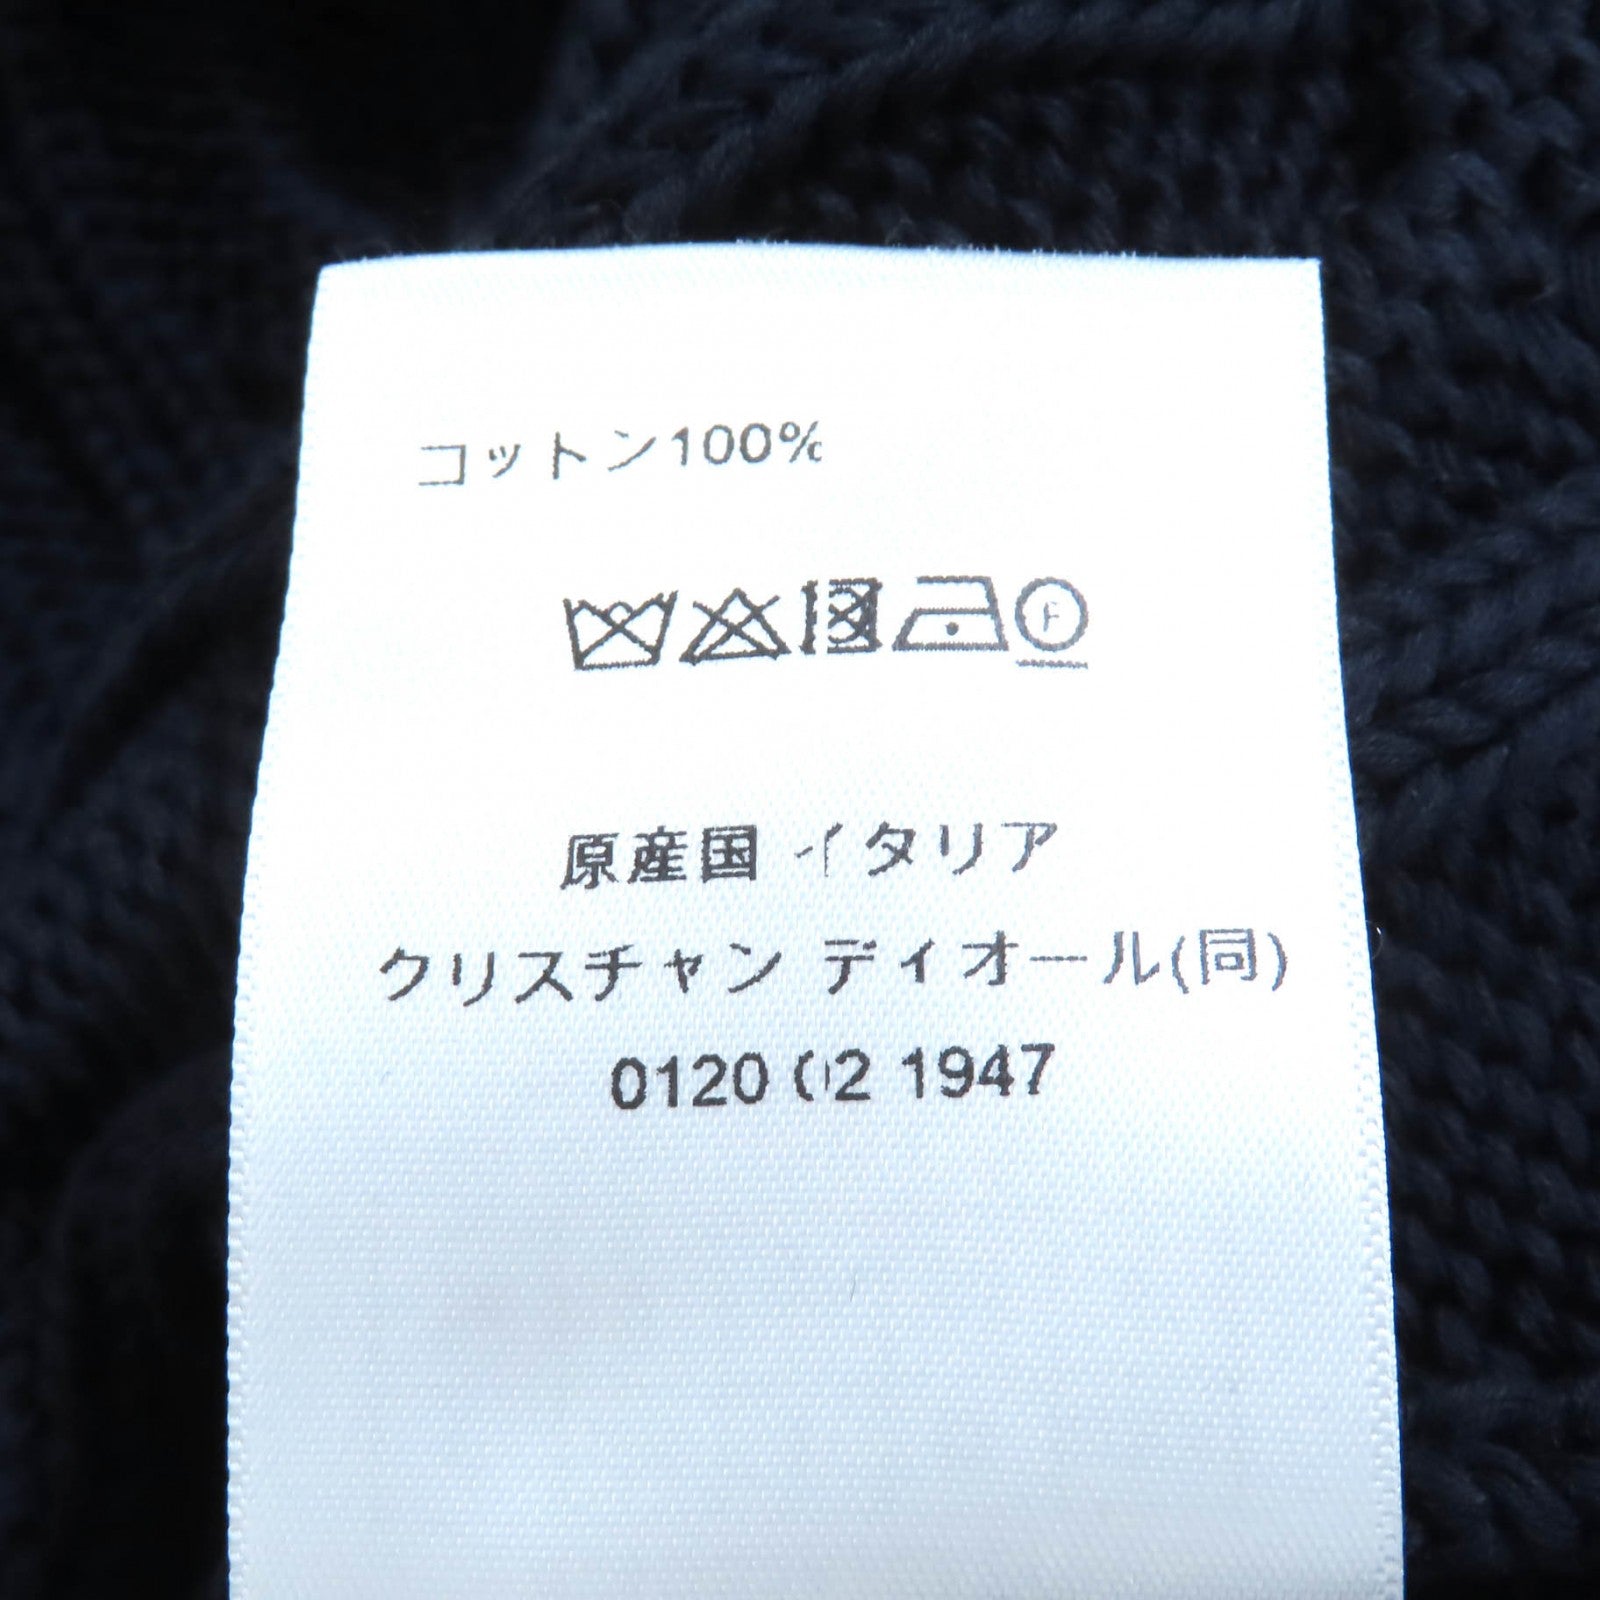 コットン100%
F
原産国 イタリア
クリスチャン ディオール(同)
0120 02 1947